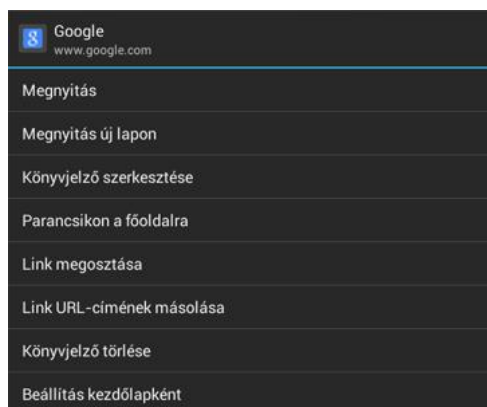 Google
www.google.com
Megnyitás
Megnyitás új lapon
Könyvjelző szerkesztése
Parancsikon a főoldalra
Link megosztása
Link URL-címének másolása
Könyvjelző törlése
Beállítás kezdőlapként